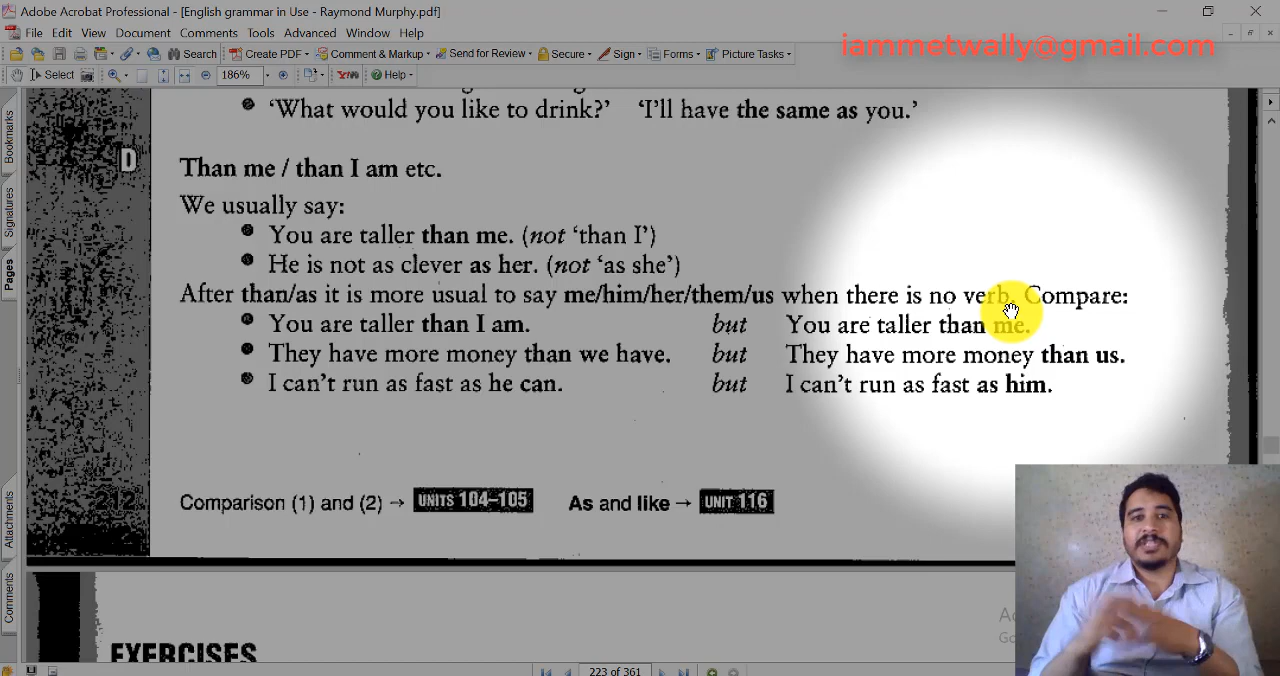 Adobe Acrobat Professional - [English grammar in Use - Raymond Murphy.pdf]
File Edit View Document Comments Tools Advanced Window Help
iammetwally@gmail.com
Search Create PDF Comment & Markup Send for Review Secure Sign Forms Picture Tasks
Select 186% Help
Bookmarks
Signatures
Pages
Attachments
Comments
'What would you like to drink?' 'I'll have the same as you.'
D
Than me / than I am etc.
We usually say:
You are taller than me. (not 'than I')
He is not as clever as her. (not 'as she')
After than/as it is more usual to say me/him/her/them/us when there is no verb. Compare:
You are taller than I am. but You are taller than me.
They have more money than we have. but They have more money than us.
I can't run as fast as he can. but I can't run as fast as him.
212
Comparison (1) and (2) → UNITS 104–105 As and like → UNIT 116
EXERCISES
223 of 361